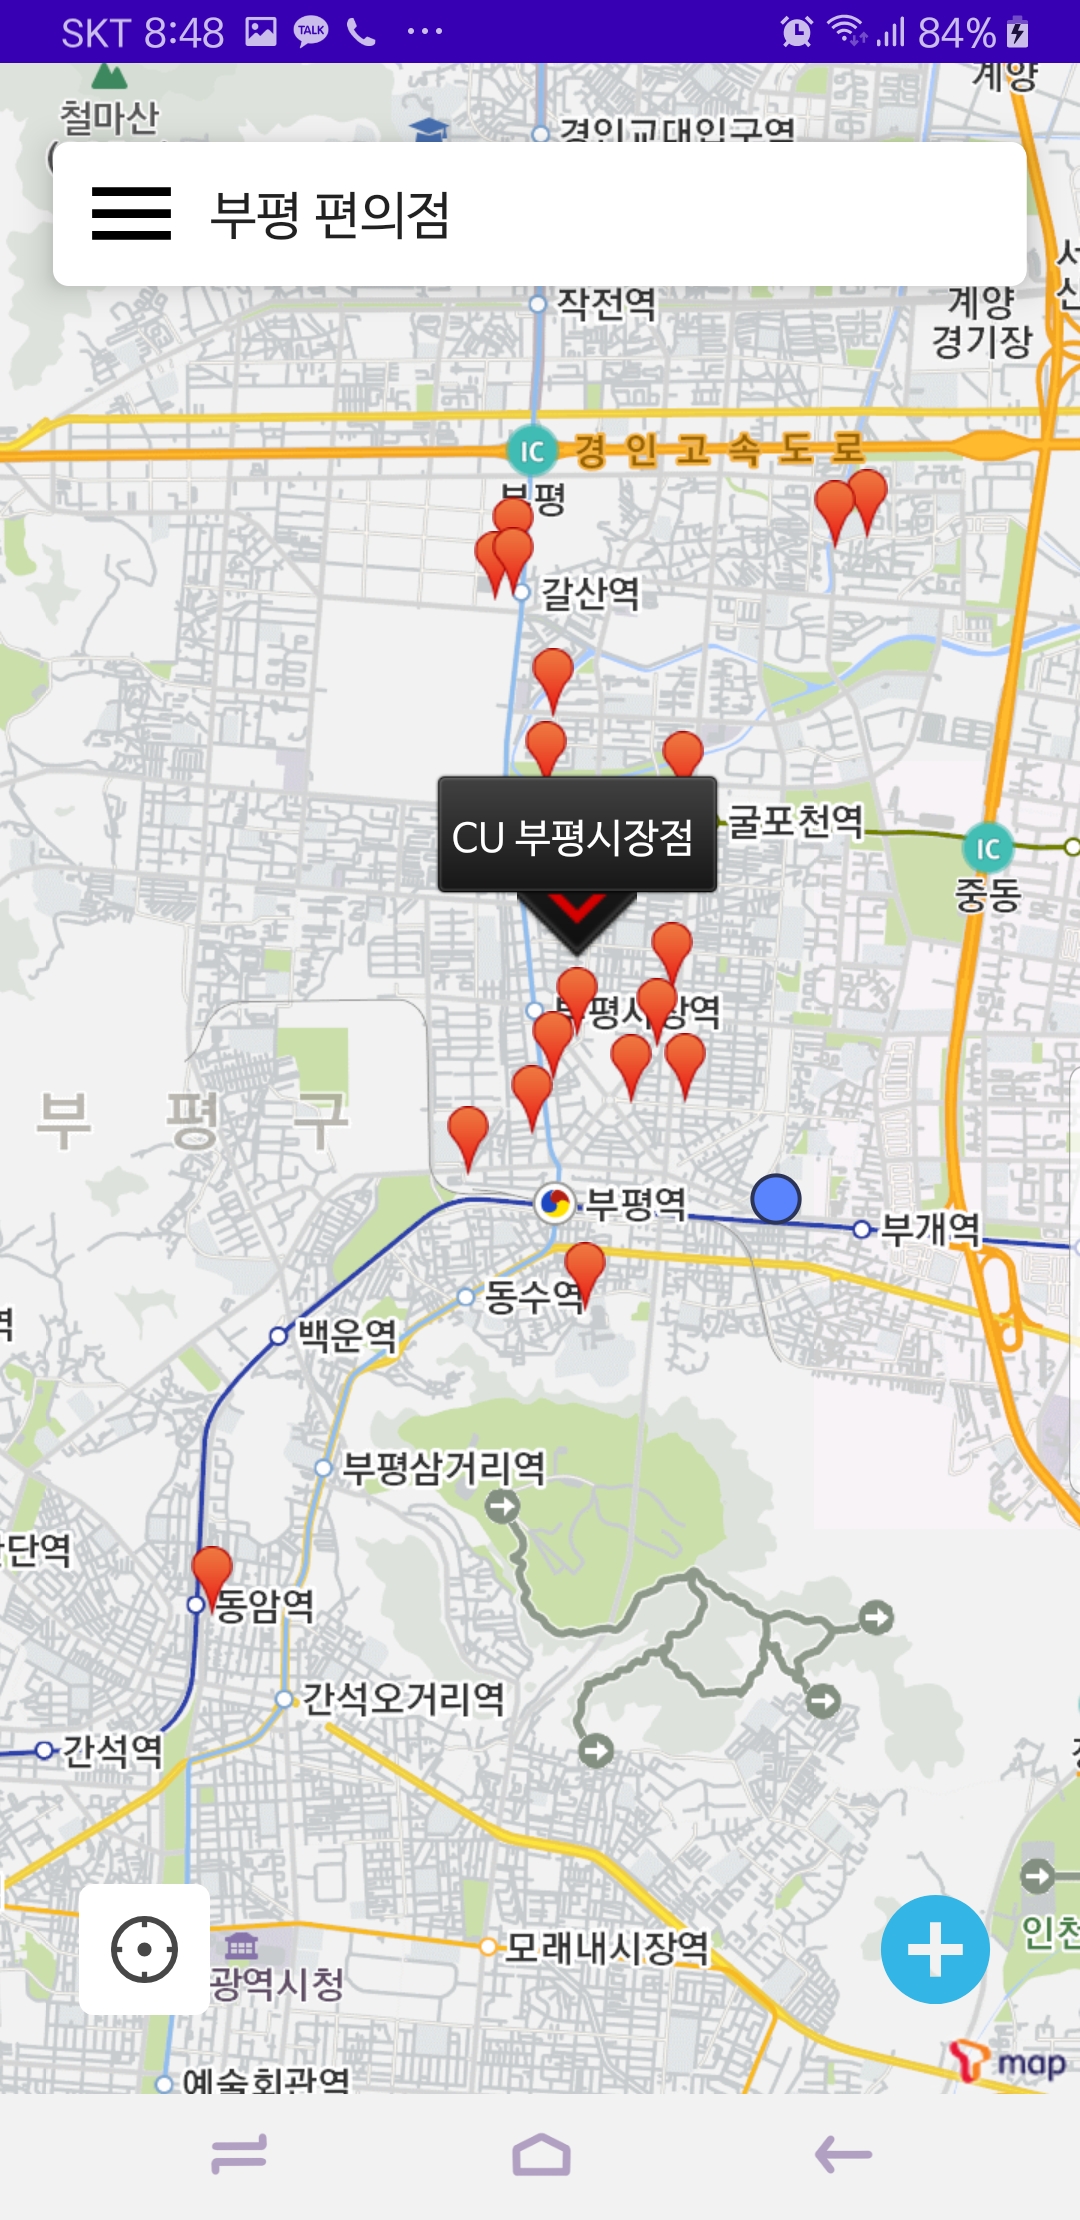 SKT 8:48
TALK
84%
계양
철마산
경인교대입구역
부평 편의점
작전역
계양
경기장
IC
경인고속도로
부평
갈산역
굴포천역
CU 부평시장점
IC
중동
부평시장역
부평구
부평역
부개역
동수역
백운역
부평삼거리역
동암역
간석오거리역
간석역
모래내시장역
광역시청
예술회관역
map